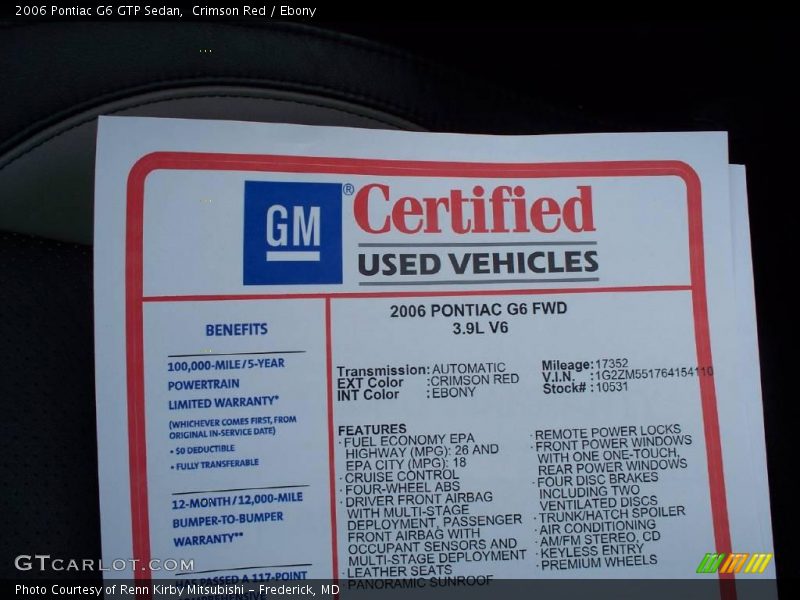 2006 Pontiac G6 GTP Sedan, Crimson Red / Ebony
GM ®
Certified
USED VEHICLES
2006 PONTIAC G6 FWD
3.9L V6
BENEFITS
100,000-MILE/5-YEAR
POWERTRAIN
LIMITED WARRANTY*
(WHICHEVER COMES FIRST, FROM
ORIGINAL IN-SERVICE DATE)
• $0 DEDUCTIBLE
• FULLY TRANSFERABLE
12-MONTH/12,000-MILE
BUMPER-TO-BUMPER
WARRANTY**
HAS PASSED A 117-POINT
Transmission: AUTOMATIC
EXT Color :CRIMSON RED
INT Color :EBONY
Mileage: 17352
V.I.N. :1G2ZM551764154110
Stock# : 10531
FEATURES
· FUEL ECONOMY EPA
HIGHWAY (MPG): 26 AND
EPA CITY (MPG): 18
· CRUISE CONTROL
· FOUR-WHEEL ABS
· DRIVER FRONT AIRBAG
WITH MULTI-STAGE
DEPLOYMENT, PASSENGER
FRONT AIRBAG WITH
OCCUPANT SENSORS AND
MULTI-STAGE DEPLOYMENT
· LEATHER SEATS
· PANORAMIC SUNROOF
· REMOTE POWER LOCKS
· FRONT POWER WINDOWS
WITH ONE ONE-TOUCH,
REAR POWER WINDOWS
· FOUR DISC BRAKES
INCLUDING TWO
VENTILATED DISCS
· TRUNK/HATCH SPOILER
· AIR CONDITIONING
· AM/FM STEREO, CD
· KEYLESS ENTRY
· PREMIUM WHEELS
GTCARLOT.COM
Photo Courtesy of Renn Kirby Mitsubishi – Frederick, MD